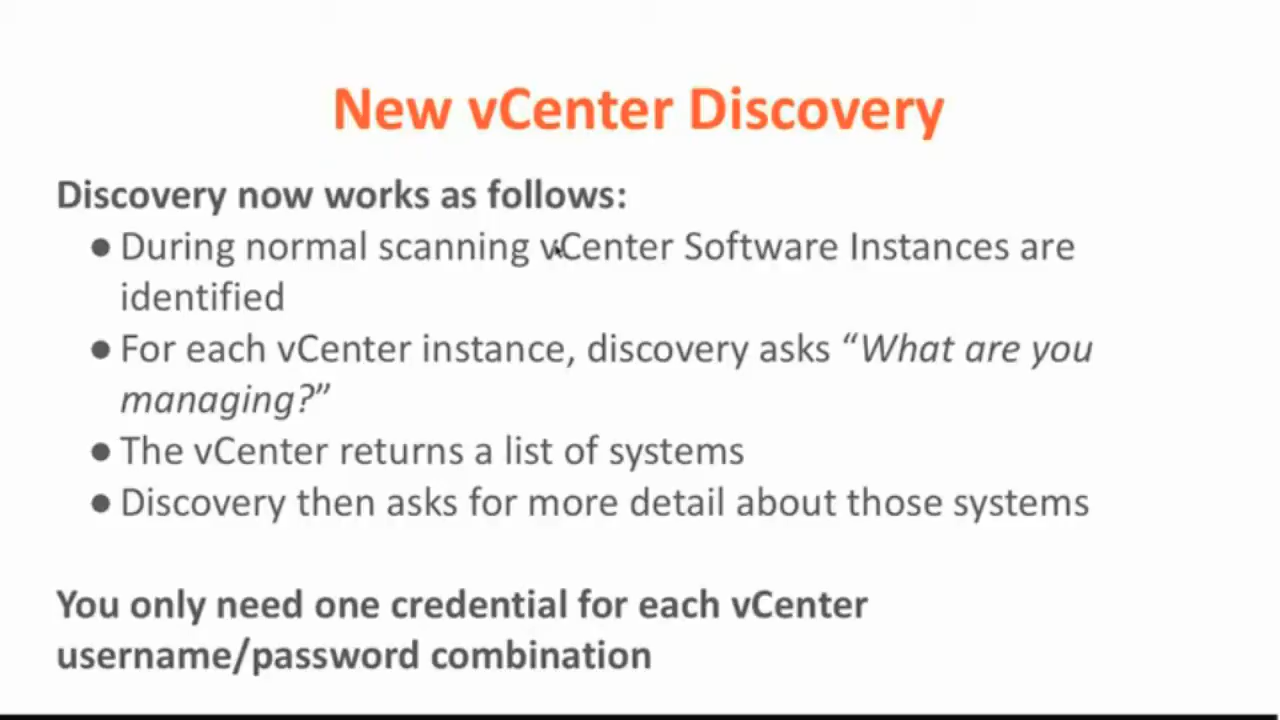 New vCenter Discovery
Discovery now works as follows:
● During normal scanning vCenter Software Instances are
identified
● For each vCenter instance, discovery asks “What are you
managing?”
● The vCenter returns a list of systems
● Discovery then asks for more detail about those systems
You only need one credential for each vCenter
username/password combination